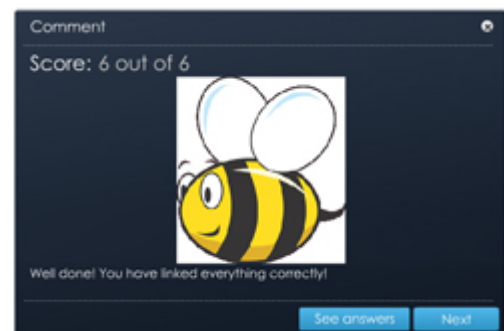 Comment
Score: 6 out of 6
Well done! You have linked everything correctly!
See answers
Next